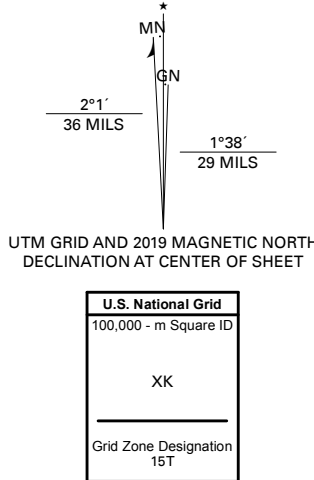 ★
MN
GN
2°1´
36 MILS
1°38´
29 MILS
UTM GRID AND 2019 MAGNETIC NORTH
DECLINATION AT CENTER OF SHEET
U.S. National Grid
100,000 - m Square ID
XK
Grid Zone Designation
15T